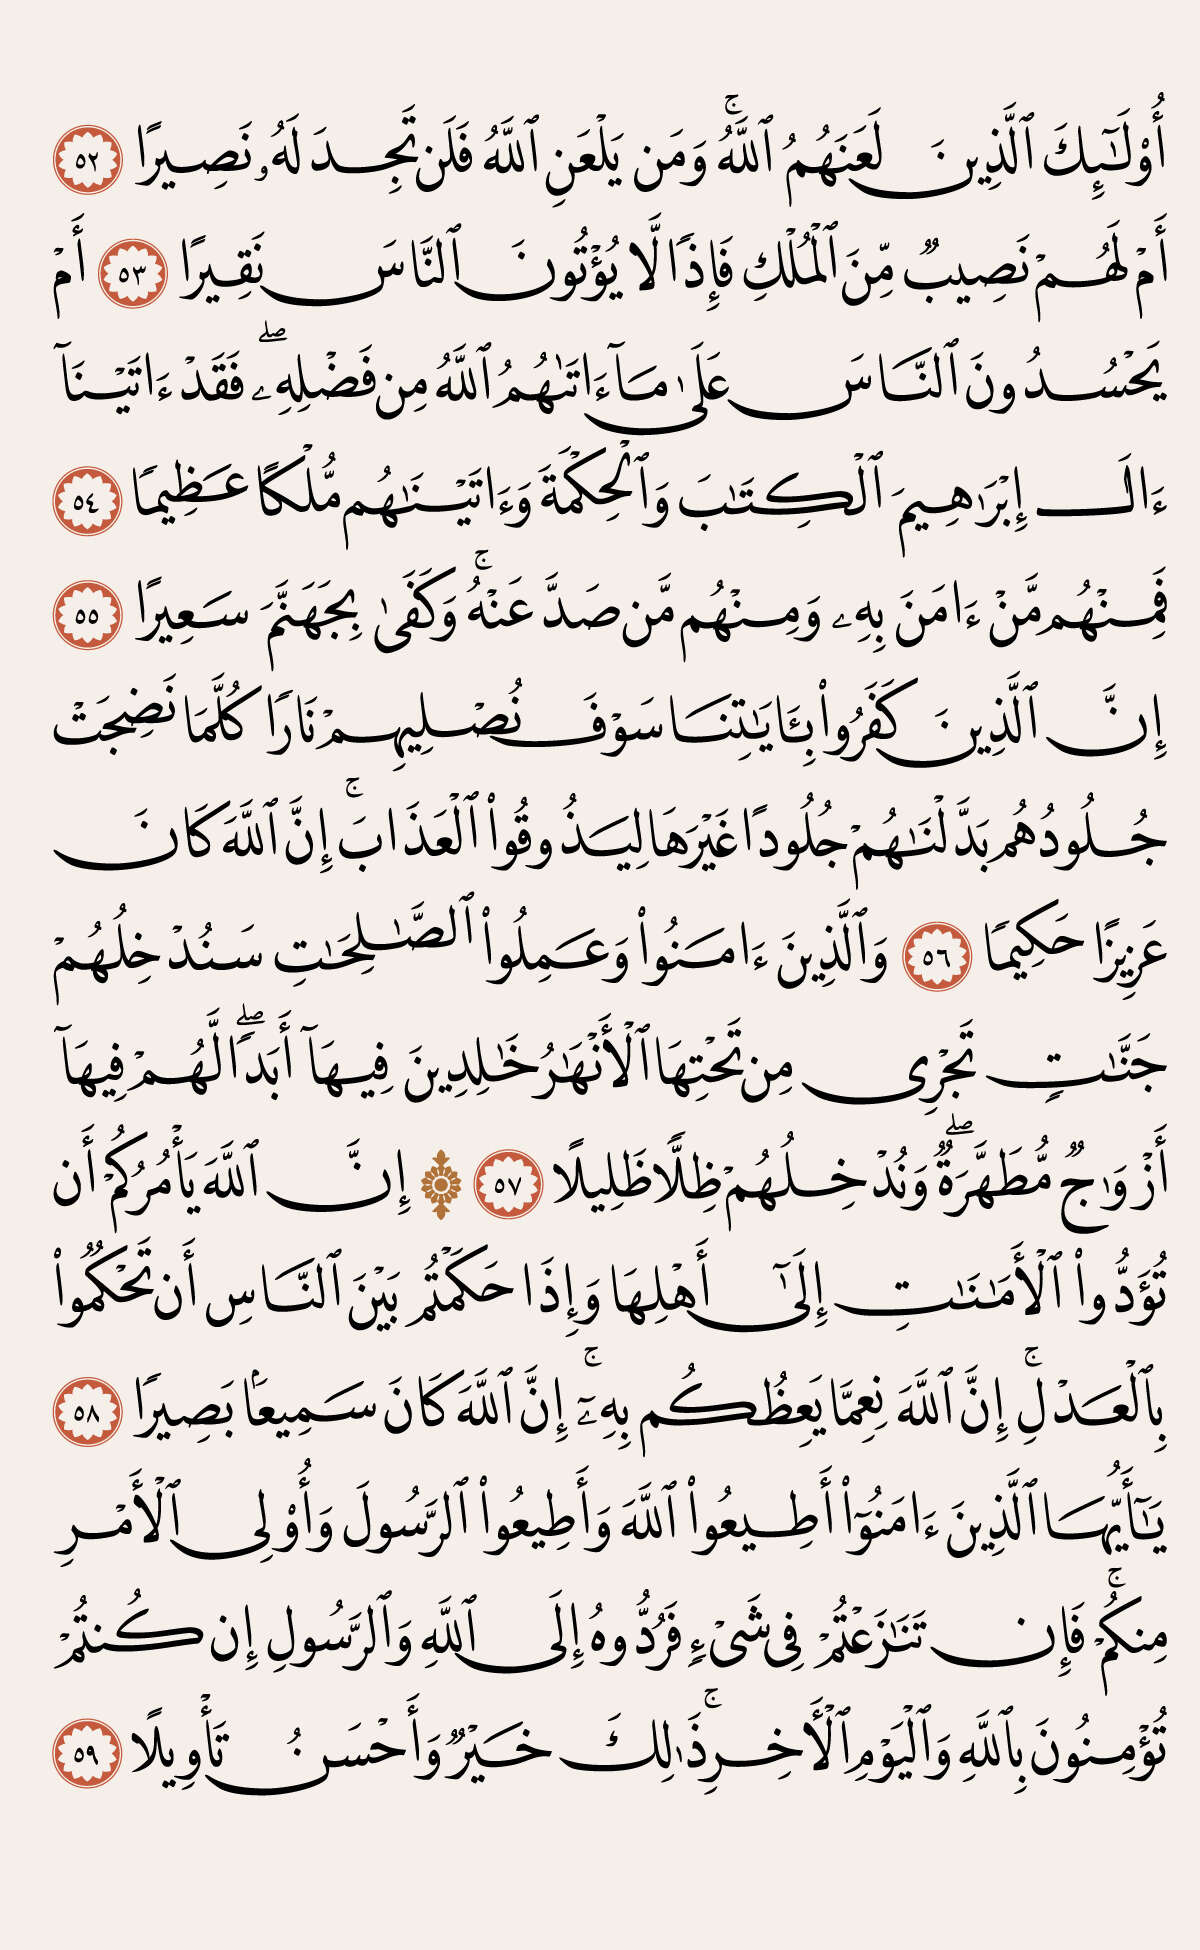 أُوْلَـٰٓئِكَ ٱلَّذِينَ لَعَنَهُمُ ٱللَّهُۖ وَمَن يَلْعَنِ ٱللَّهُ فَلَن تَجِدَ لَهُۥ نَصِيرًا ٥٢
أَمْ لَهُمْ نَصِيبٌ مِّنَ ٱلْمُلْكِ فَإِذًا لَّا يُؤْتُونَ ٱلنَّاسَ نَقِيرًا ٥٣ أَمْ
يَحْسُدُونَ ٱلنَّاسَ عَلَىٰ مَآ ءَاتَىٰهُمُ ٱللَّهُ مِن فَضْلِهِۦۖ فَقَدْ ءَاتَيْنَآ
ءَالَ إِبْرَٰهِيمَ ٱلْكِتَـٰبَ وَٱلْحِكْمَةَ وَءَاتَيْنَـٰهُم مُّلْكًا عَظِيمًا ٥٤
فَمِنْهُم مَّنْ ءَامَنَ بِهِۦ وَمِنْهُم مَّن صَدَّ عَنْهُۚ وَكَفَىٰ بِجَهَنَّمَ سَعِيرًا ٥٥
إِنَّ ٱلَّذِينَ كَفَرُوا۟ بِـَٔايَـٰتِنَا سَوْفَ نُصْلِيهِمْ نَارًا كُلَّمَا نَضِجَتْ
جُلُودُهُم بَدَّلْنَـٰهُمْ جُلُودًا غَيْرَهَا لِيَذُوقُوا۟ ٱلْعَذَابَۚ إِنَّ ٱللَّهَ كَانَ
عَزِيزًا حَكِيمًا ٥٦ وَٱلَّذِينَ ءَامَنُوا۟ وَعَمِلُوا۟ ٱلصَّـٰلِحَـٰتِ سَنُدْخِلُهُمْ
جَنَّـٰتٍ تَجْرِى مِن تَحْتِهَا ٱلْأَنْهَـٰرُ خَـٰلِدِينَ فِيهَآ أَبَدًاۖ لَّهُمْ فِيهَآ
أَزْوَٰجٌ مُّطَهَّرَةٌۖ وَنُدْخِلُهُمْ ظِلًّا ظَلِيلًا ٥٧ ۞ إِنَّ ٱللَّهَ يَأْمُرُكُمْ أَن
تُؤَدُّوا۟ ٱلْأَمَـٰنَـٰتِ إِلَىٰٓ أَهْلِهَا وَإِذَا حَكَمْتُم بَيْنَ ٱلنَّاسِ أَن تَحْكُمُوا۟
بِٱلْعَدْلِۚ إِنَّ ٱللَّهَ نِعِمَّا يَعِظُكُم بِهِۦٓۚ إِنَّ ٱللَّهَ كَانَ سَمِيعَۢا بَصِيرًا ٥٨
يَـٰٓأَيُّهَا ٱلَّذِينَ ءَامَنُوٓا۟ أَطِيعُوا۟ ٱللَّهَ وَأَطِيعُوا۟ ٱلرَّسُولَ وَأُوْلِى ٱلْأَمْرِ
مِنكُمْۚ فَإِن تَنَـٰزَعْتُمْ فِى شَىْءٍ فَرُدُّوهُ إِلَى ٱللَّهِ وَٱلرَّسُولِ إِن كُنتُمْ
تُؤْمِنُونَ بِٱللَّهِ وَٱلْيَوْمِ ٱلْأَخِرِۚ ذَٰلِكَ خَيْرٌ وَأَحْسَنُ تَأْوِيلًا ٥٩